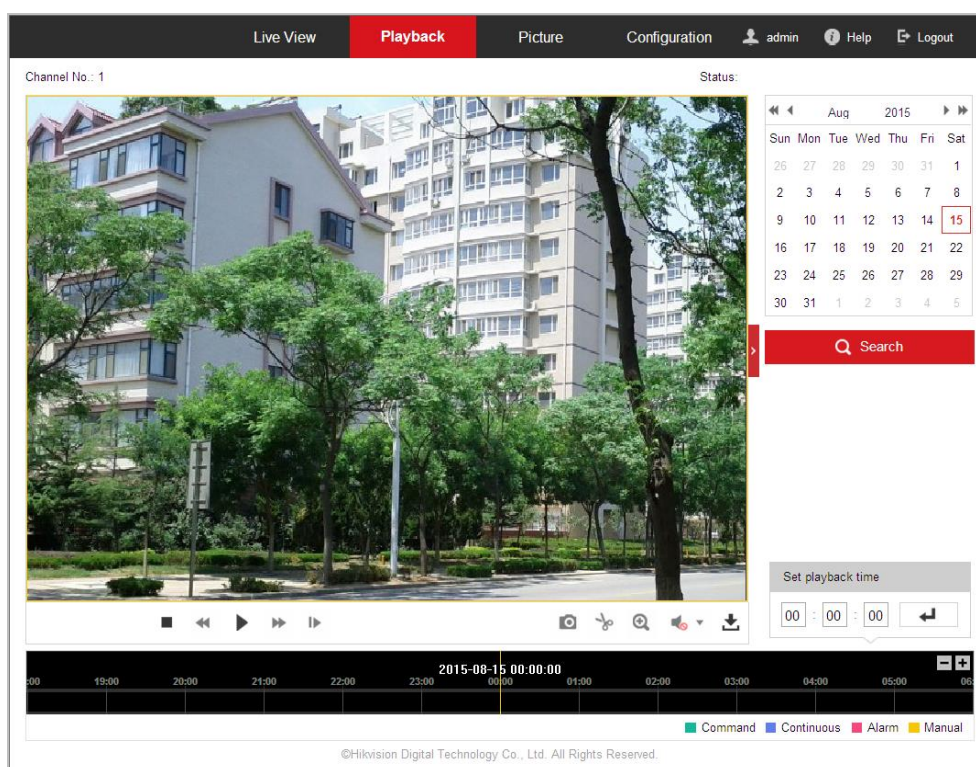 Live View Playback Picture Configuration admin Help Logout
Channel No.: 1 Status:
Aug 2015
Sun Mon Tue Wed Thu Fri Sat
26 27 28 29 30 31 1
2 3 4 5 6 7 8
9 10 11 12 13 14 15
16 17 18 19 20 21 22
23 24 25 26 27 28 29
30 31 1 2 3 4 5
Search
Set playback time
00 : 00 : 00
2015-08-15 00:00:00
:00 19:00 20:00 21:00 22:00 23:00 00:00 01:00 02:00 03:00 04:00 05:00 06:
Command Continuous Alarm Manual
©Hikvision Digital Technology Co., Ltd. All Rights Reserved.